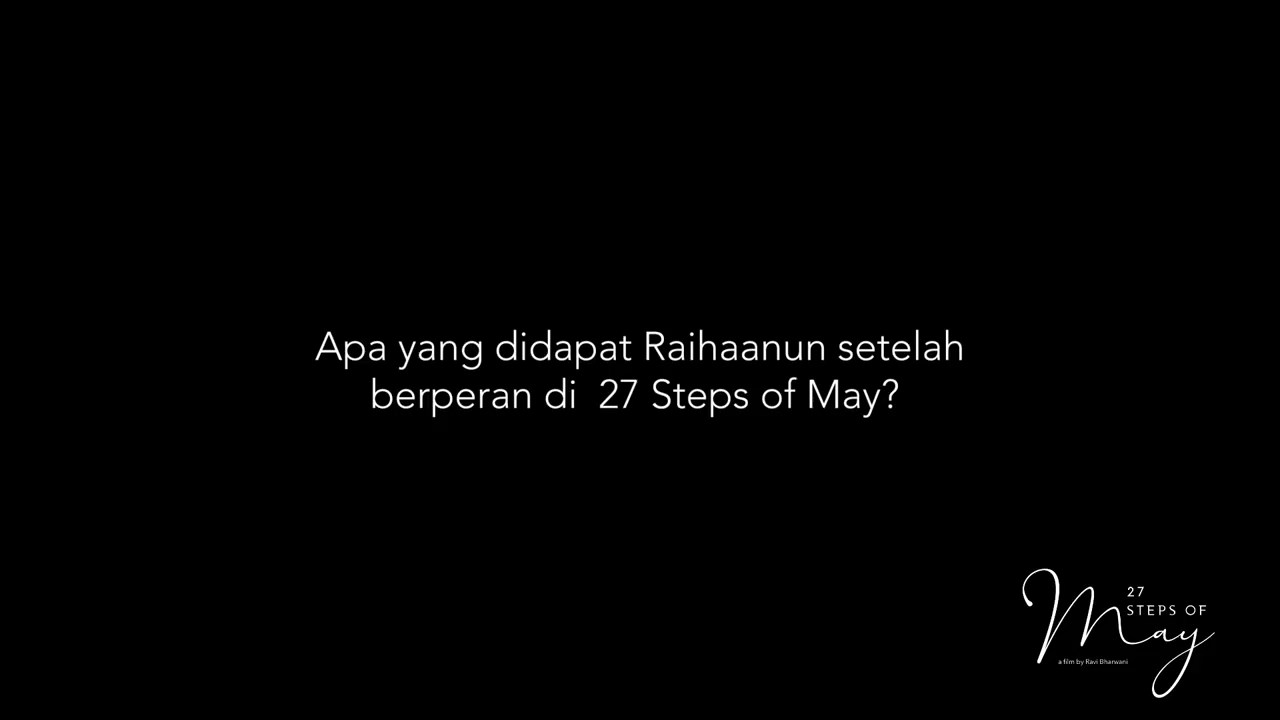 Apa yang didapat Raihaanun setelah
berperan di  27 Steps of May?
27
STEPS OF
May
a film by Ravi Bharwani